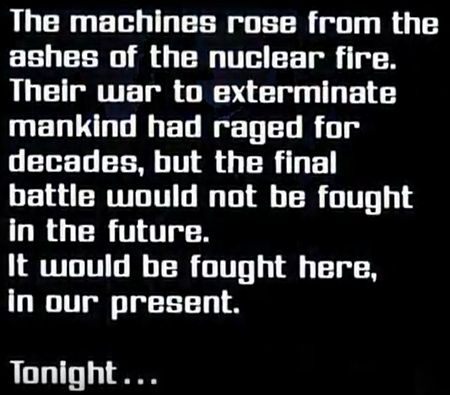 The machines rose from the
ashes of the nuclear fire.
Their war to exterminate
mankind had raged for
decades, but the final
battle would not be fought
in the future.
It would be fought here,
in our present.
Tonight...